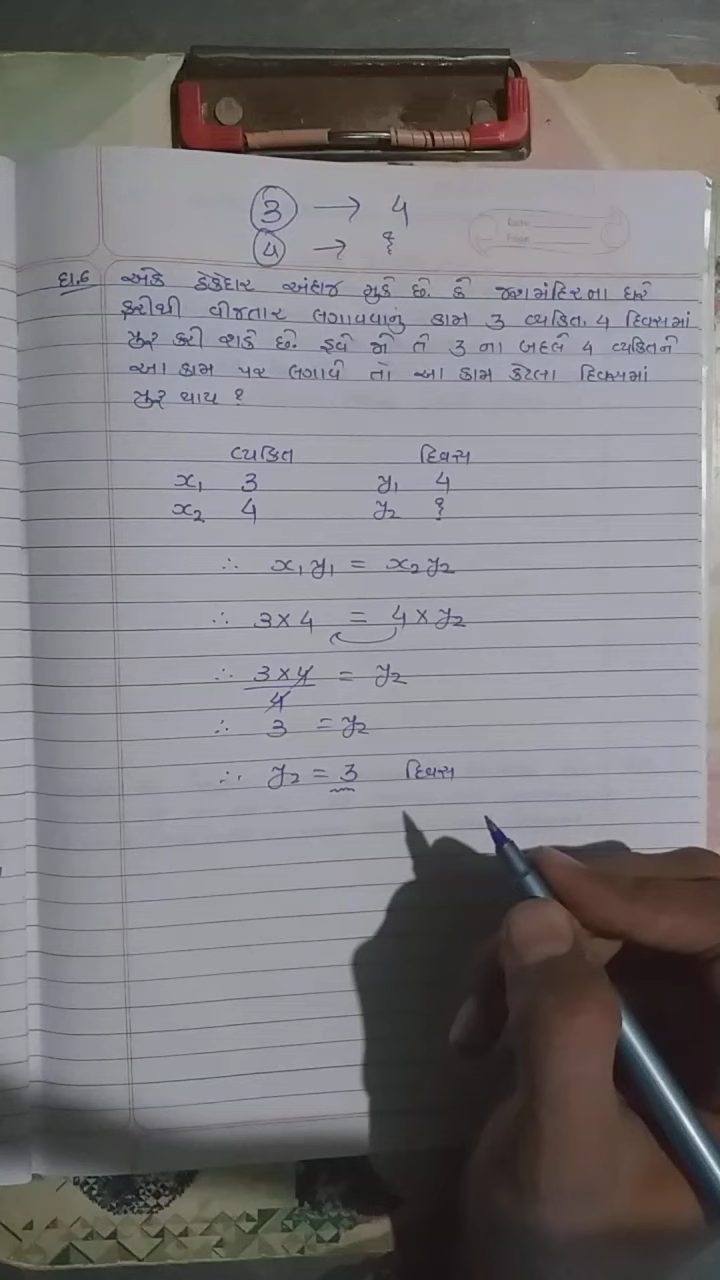 3 → 4
4 → ?
દા.6 એક ઠેકેદાર અંદાજ મુકે છે. કે જશમંદિરના ઘરે
ફરીથી વીજતાર લગાવવાનું કામ 3 વ્યકિત, 4 દિવસમાં
પુરૂ કરી શકે છે. હવે જો તે 3 ના બદલે 4 વ્યકિતને
આ કામ પર લગાવે તો આ કામ કેટલા દિવસમાં
પુરૂ થાય ?
વ્યકિત દિવસ
x₁ 3 y₁ 4
x₂ 4 y₂ ?
∴ x₁y₁ = x₂y₂
∴ 3×4 = 4×y₂
∴ 3×4/4 = y₂
∴ 3 = y₂
∴ y₂ = 3 દિવસ